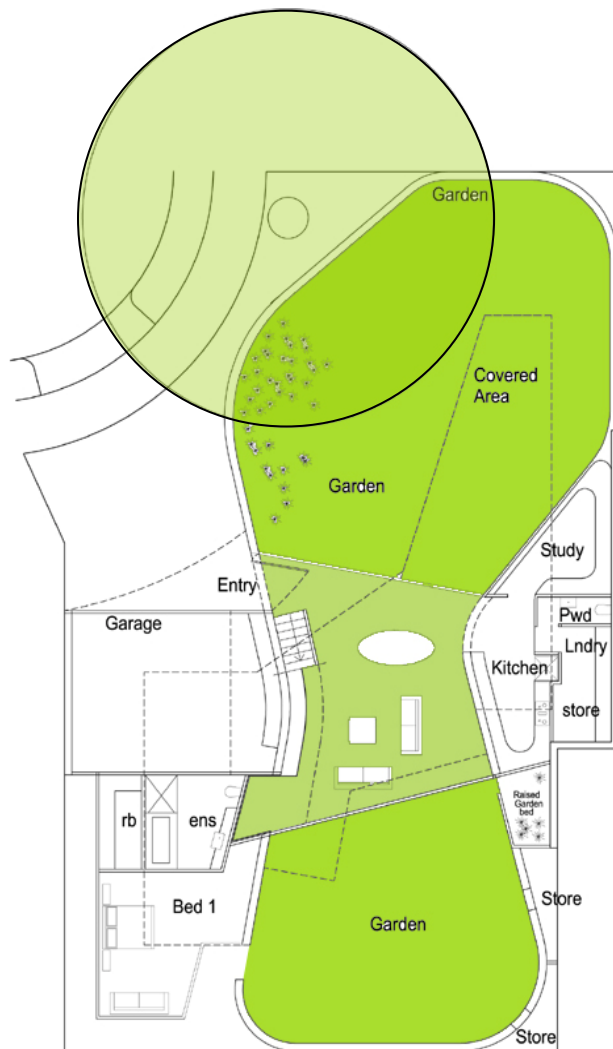 Garden
Covered
Area
Garden
Study
Entry
Pwd
Garage
Lndry
Kitchen
store
Raised
Garden
bed
rb
ens
Bed 1
Store
Garden
Store